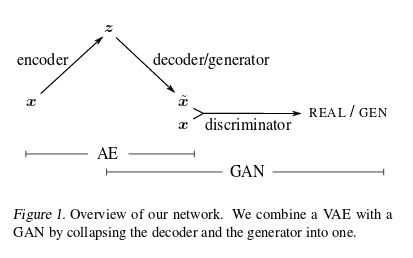 z
encoder
decoder/generator
x
x̃
x
discriminator
REAL / GEN
AE
GAN
Figure 1. Overview of our network. We combine a VAE with a
GAN by collapsing the decoder and the generator into one.